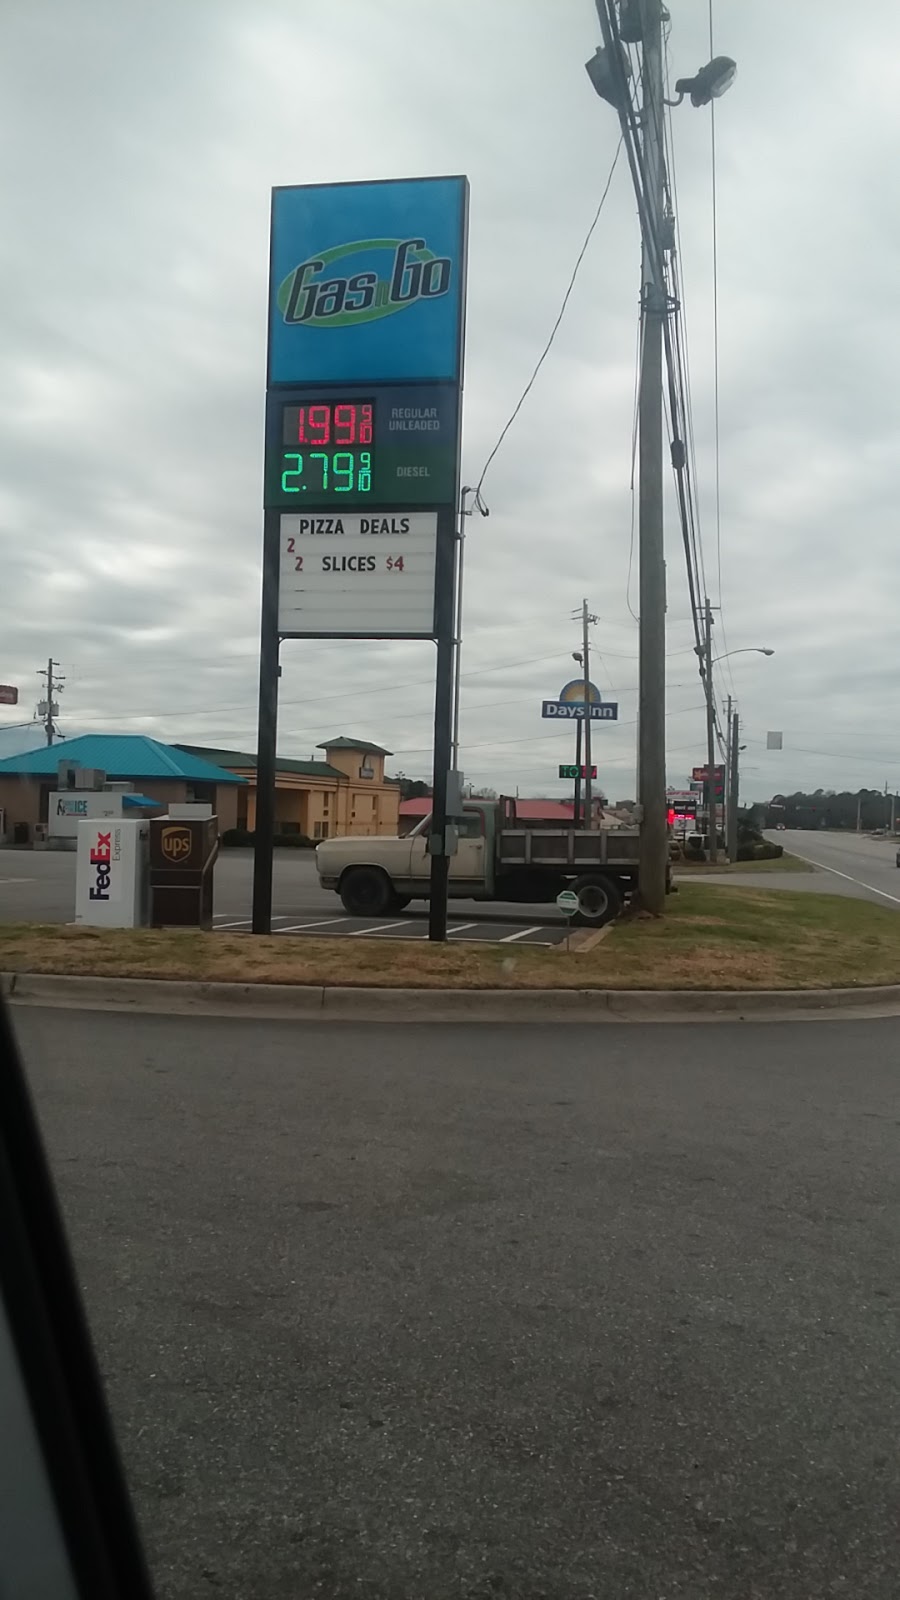 Gas n Go
1.99 9/10 REGULAR
UNLEADED
2.79 9/10 DIESEL
PIZZA DEALS
2
2 SLICES $4
Days Inn
ICE
FedEx
Express
ups